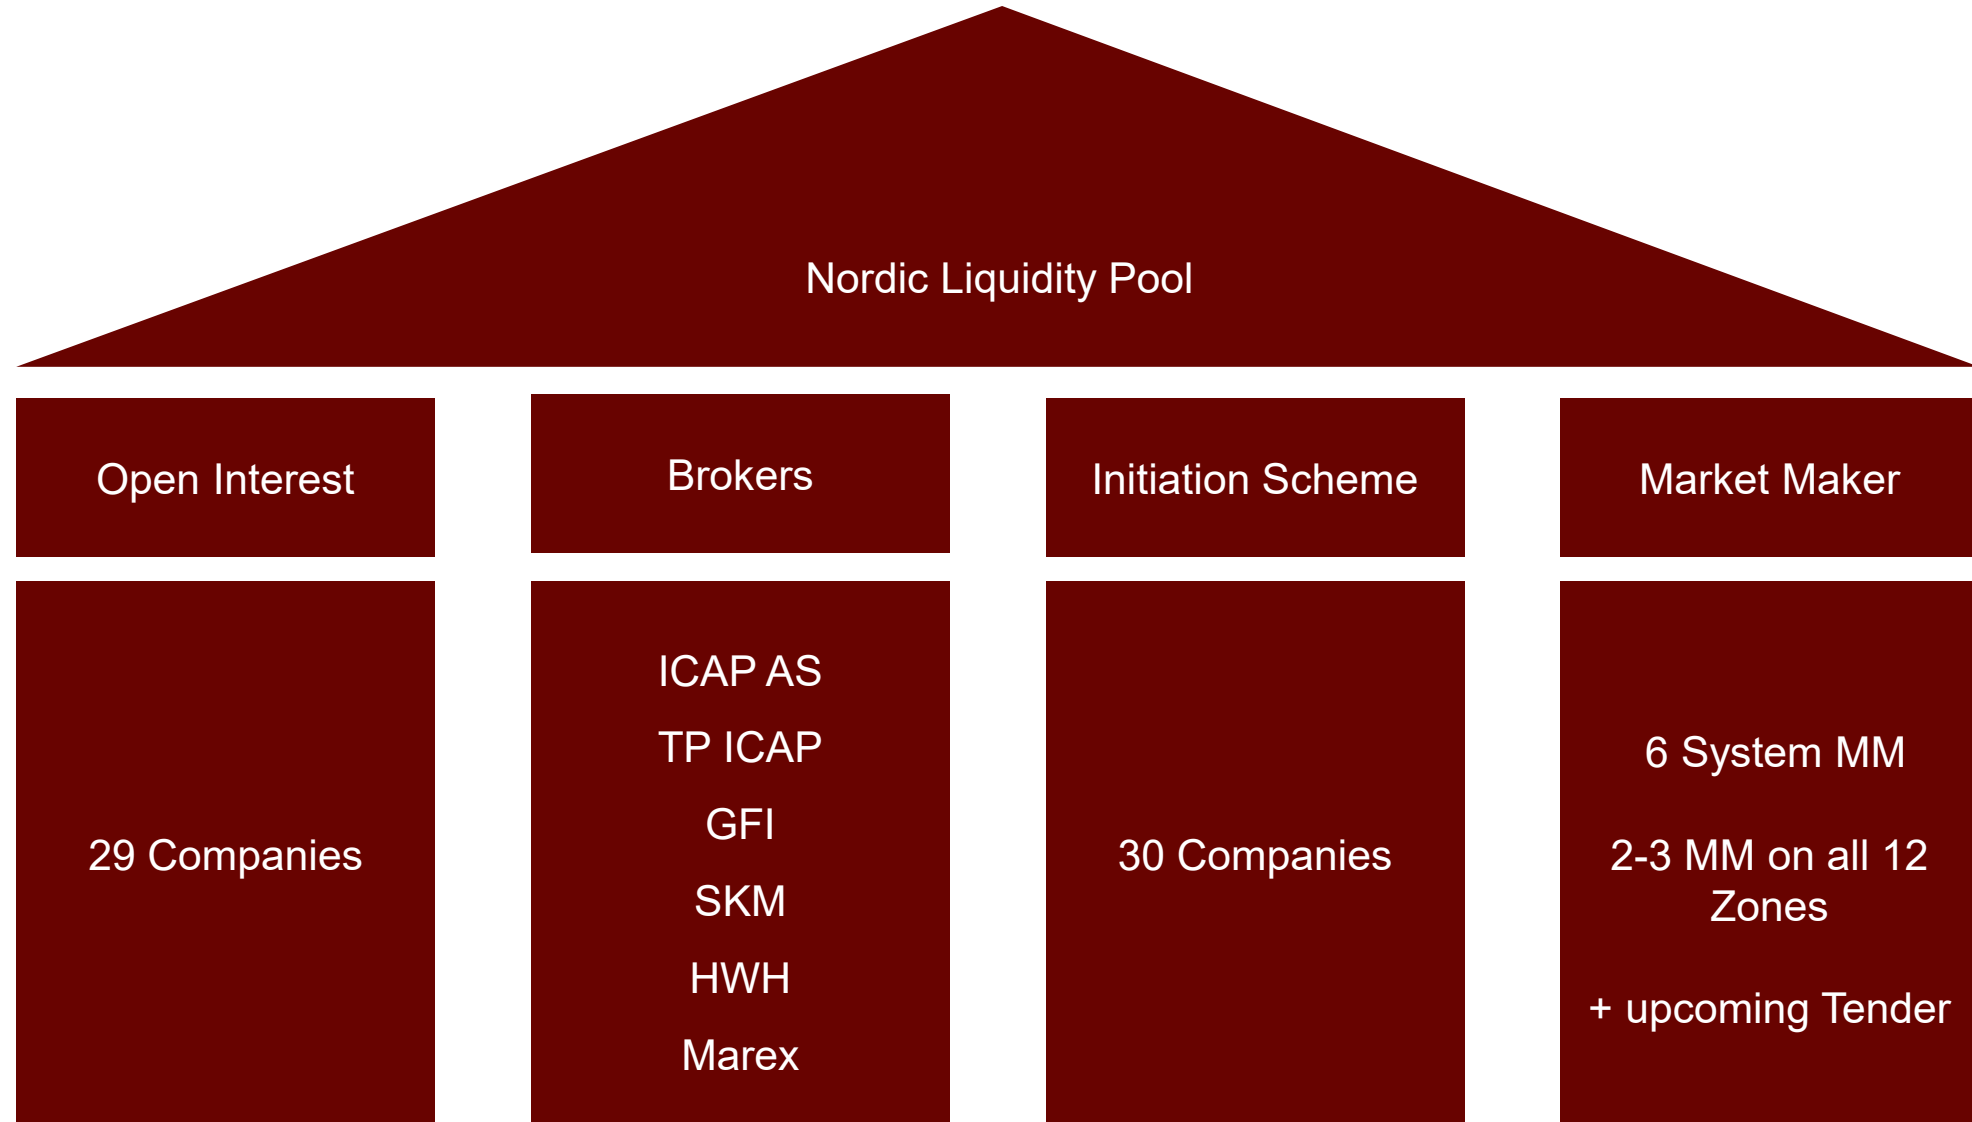 Nordic Liquidity Pool
Open Interest
Brokers
Initiation Scheme
Market Maker
29 Companies
ICAP AS
TP ICAP
GFI
SKM
HWH
Marex
30 Companies
6 System MM
2-3 MM on all 12
Zones
+ upcoming Tender